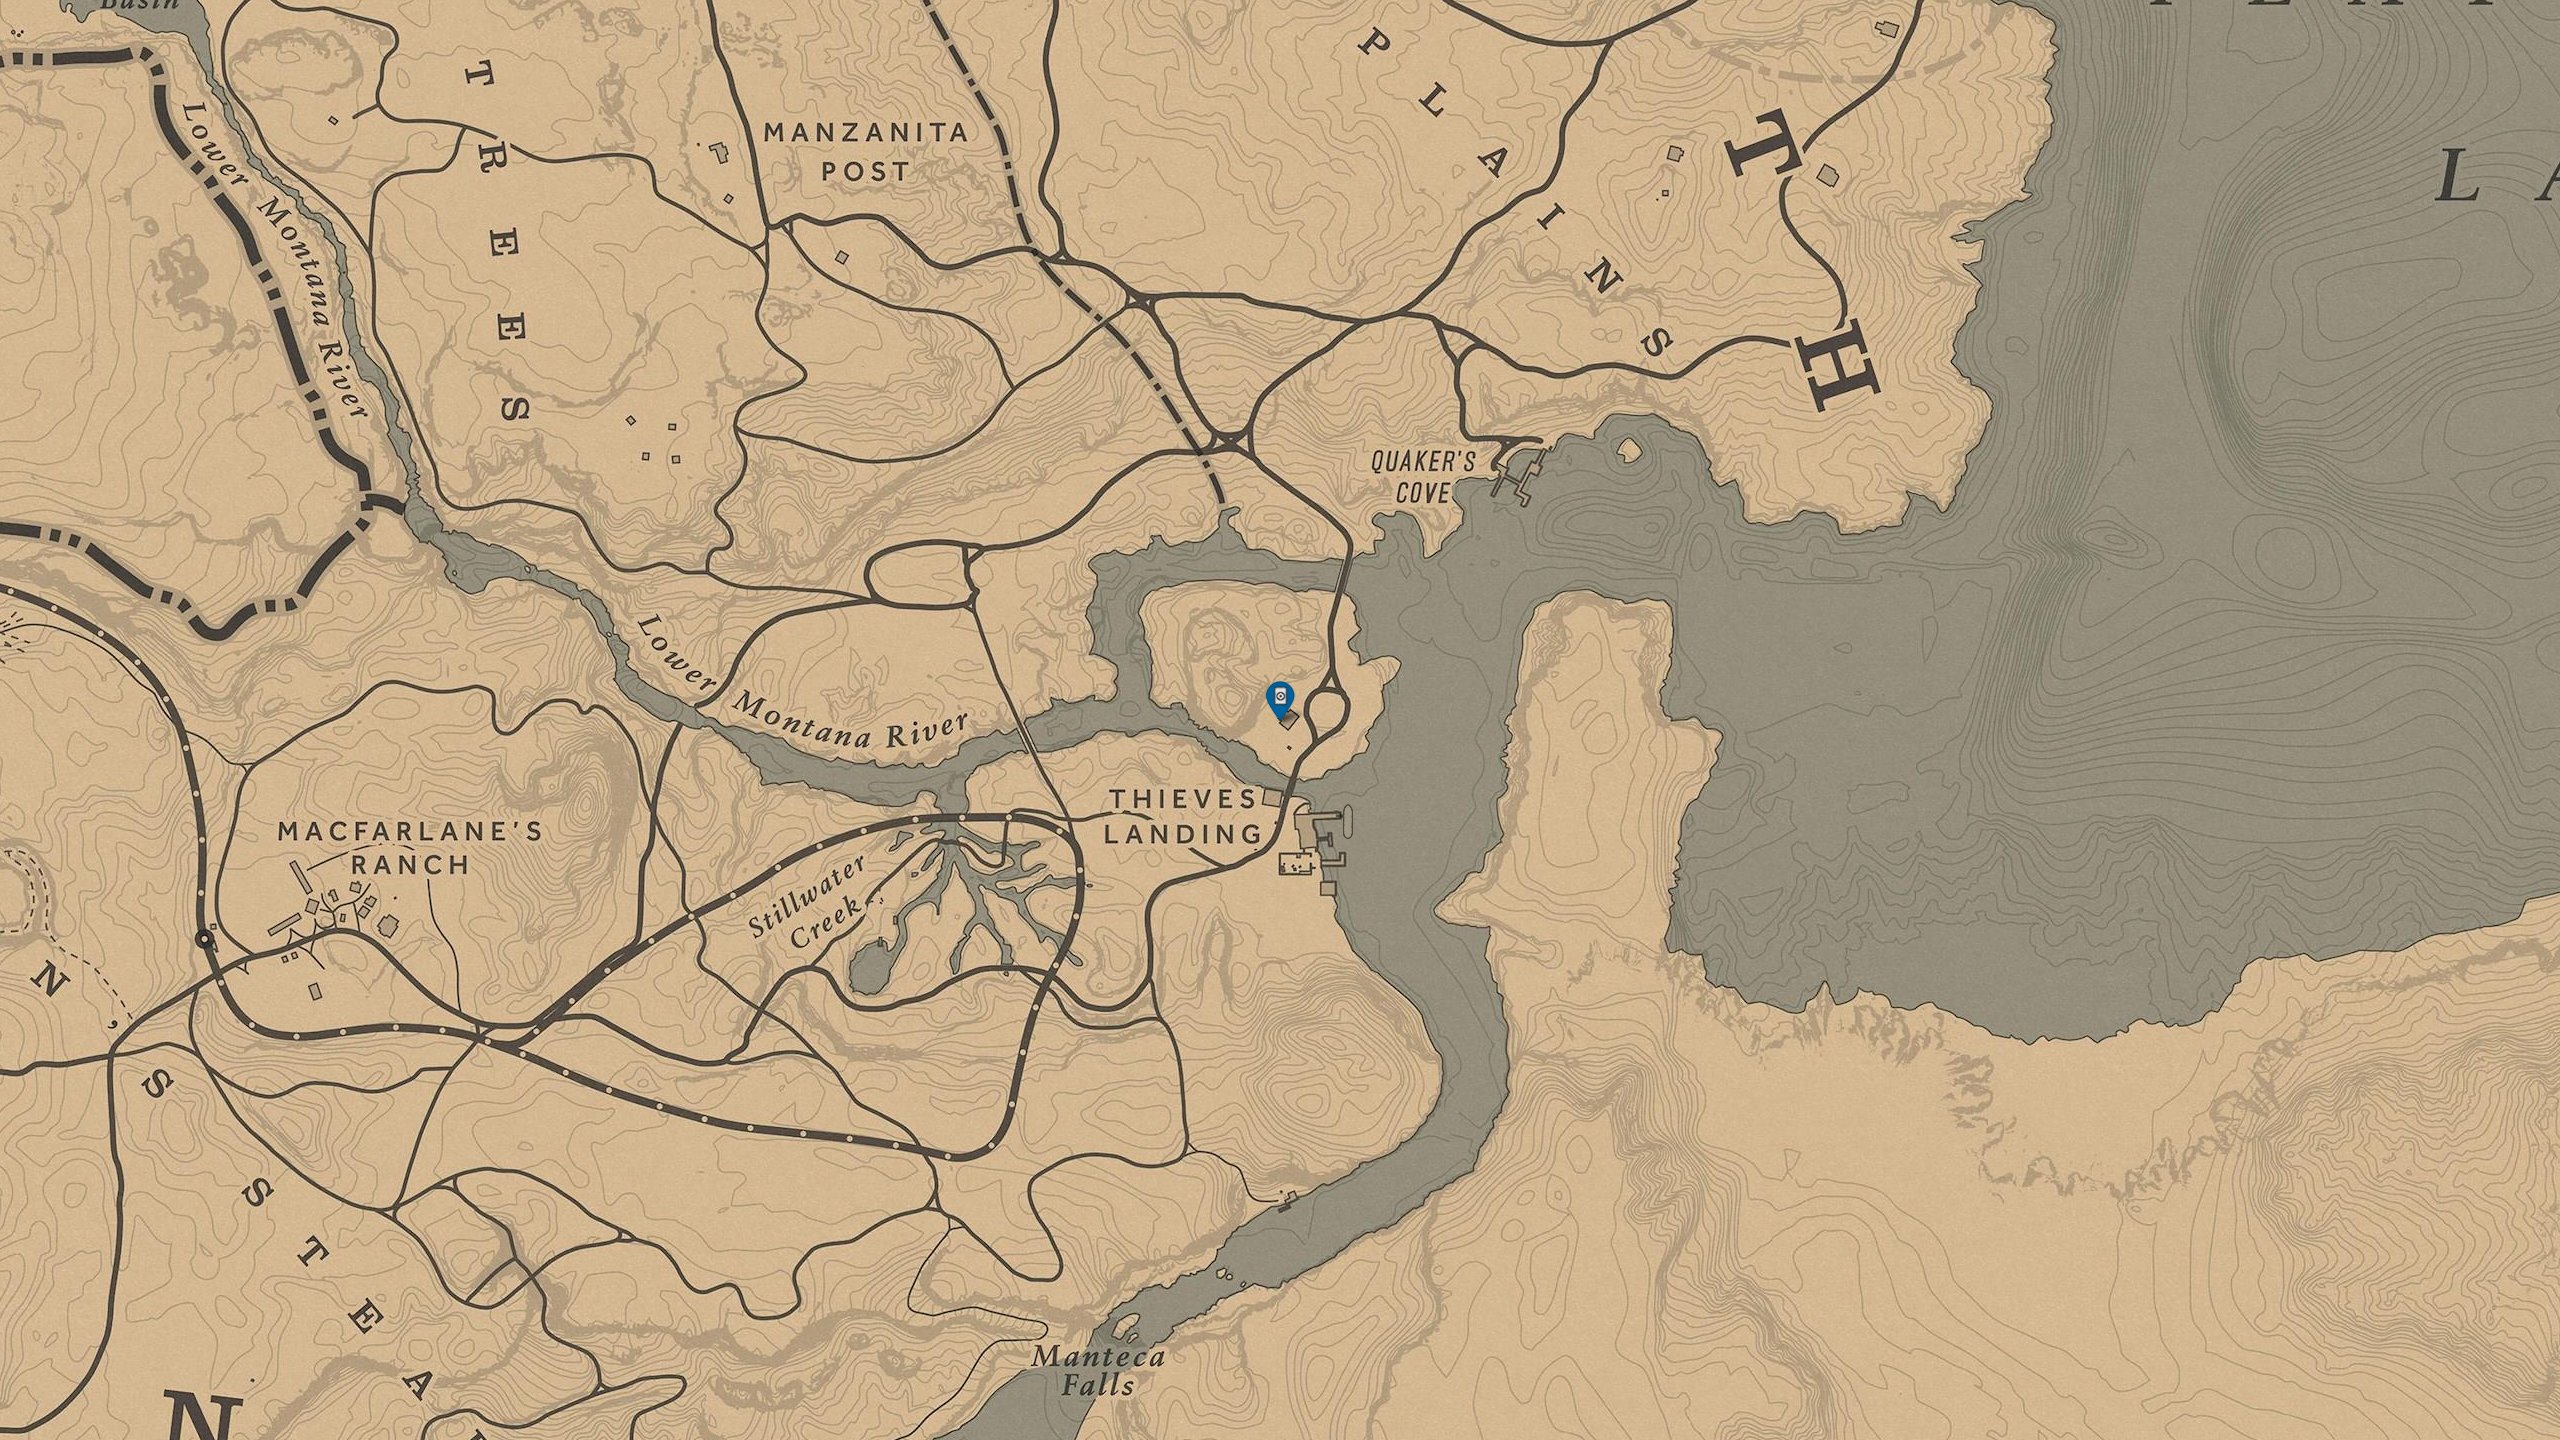 Basin
Lower Montana River
T R E E S
MANZANITA
POST
P L A I N S
T H
L A
QUAKER'S
COVE
Lower Montana River
THIEVES
LANDING
MACFARLANE'S
RANCH
Stillwater
Creek
N ' S
S T E A
N
Manteca
Falls